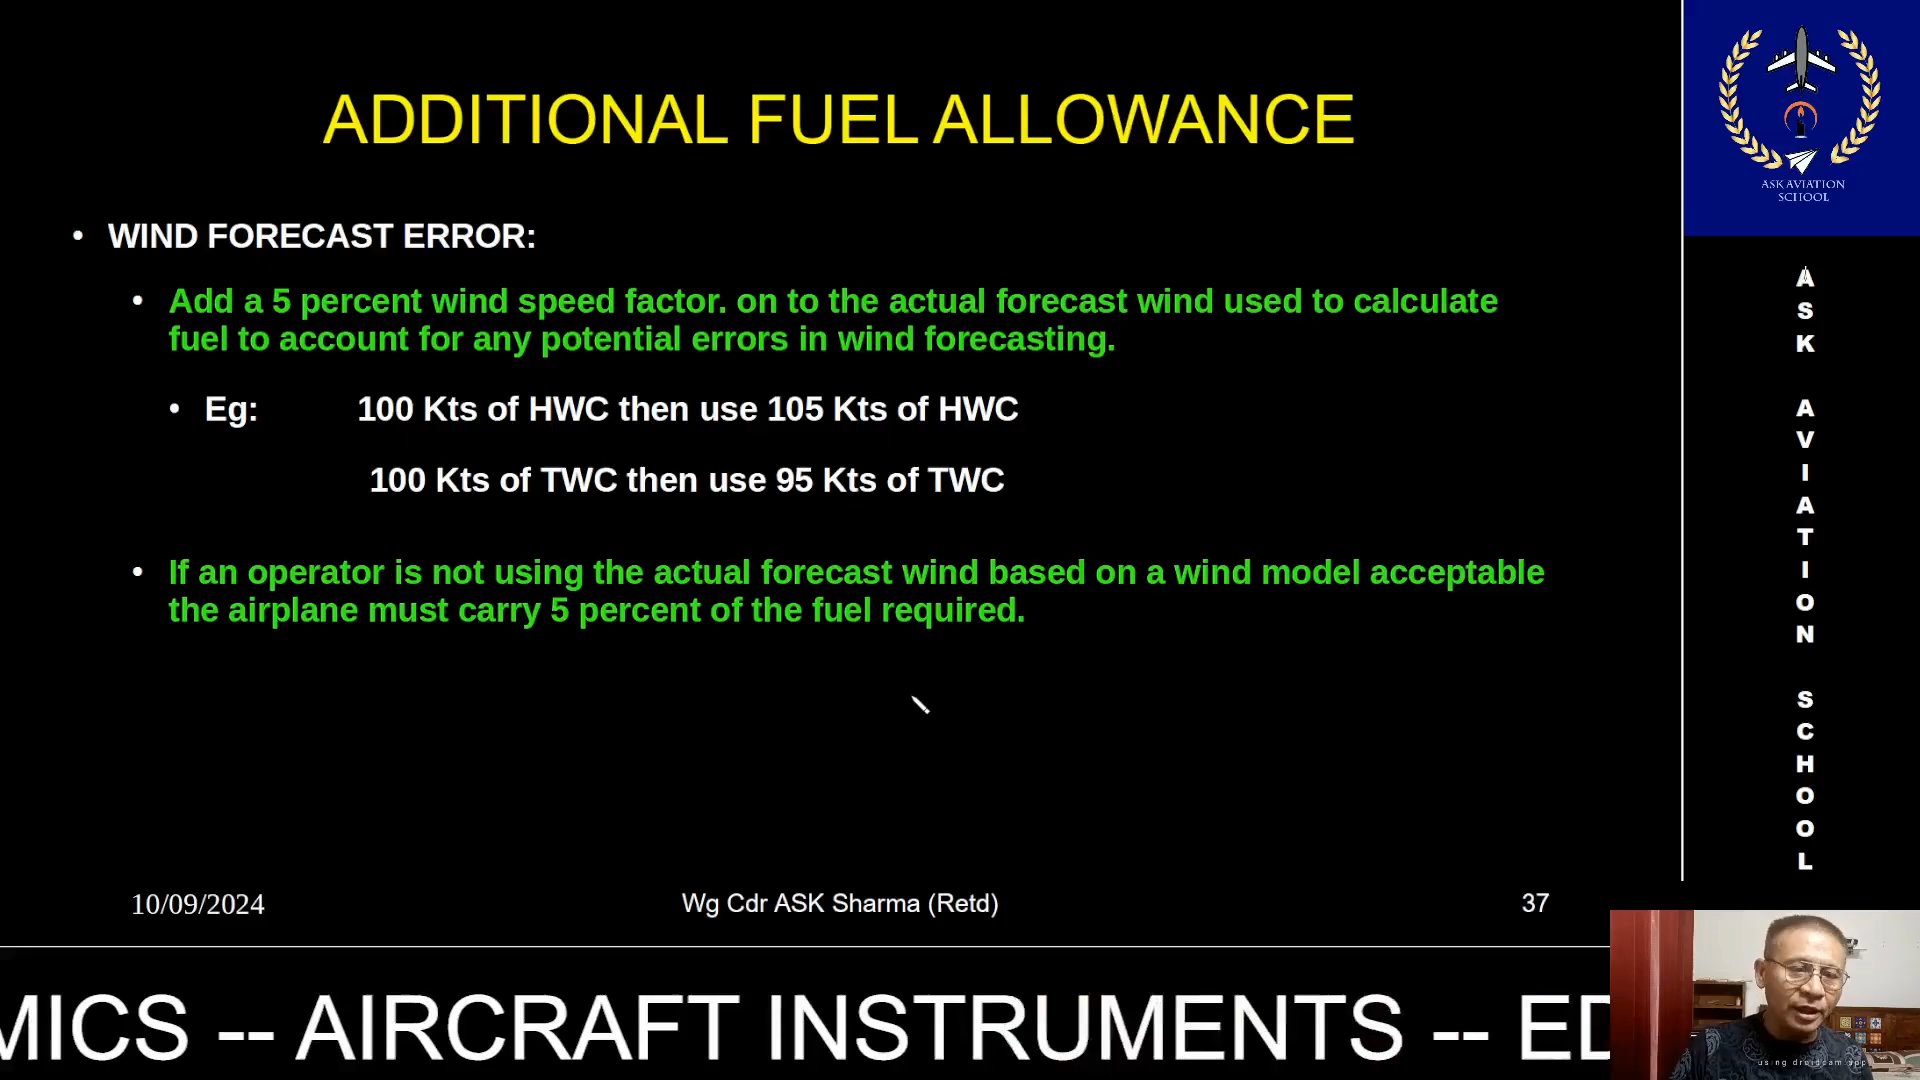 ADDITIONAL FUEL ALLOWANCE
• WIND FORECAST ERROR:
• Add a 5 percent wind speed factor. on to the actual forecast wind used to calculate
fuel to account for any potential errors in wind forecasting.
• Eg: 100 Kts of HWC then use 105 Kts of HWC
100 Kts of TWC then use 95 Kts of TWC
• If an operator is not using the actual forecast wind based on a wind model acceptable
the airplane must carry 5 percent of the fuel required.
10/09/2024 Wg Cdr ASK Sharma (Retd) 37
ASK AVIATION
SCHOOL
A
S
K
A
V
I
A
T
I
O
N
S
C
H
O
O
L
MICS -- AIRCRAFT INSTRUMENTS -- ED
using droidcam app